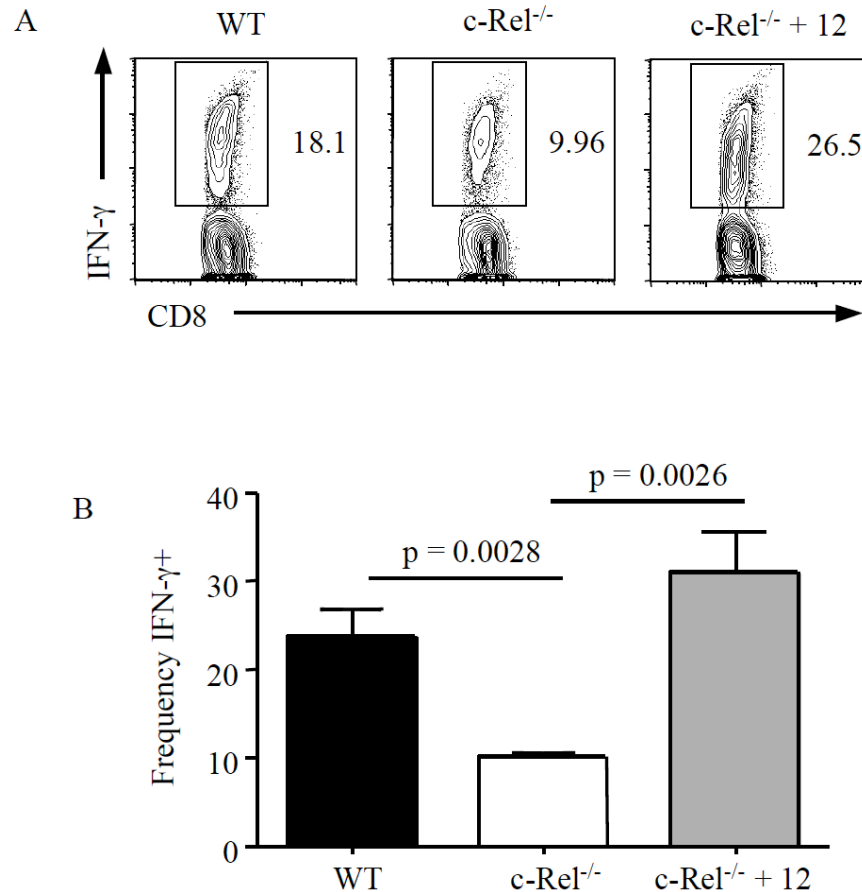 A
WT
c-Rel-/-
c-Rel-/- + 12
18.1
9.96
26.5
IFN-γ
CD8
B
p = 0.0026
p = 0.0028
Frequency IFN-γ+
40
30
20
10
0
WT
c-Rel-/-
c-Rel-/- + 12